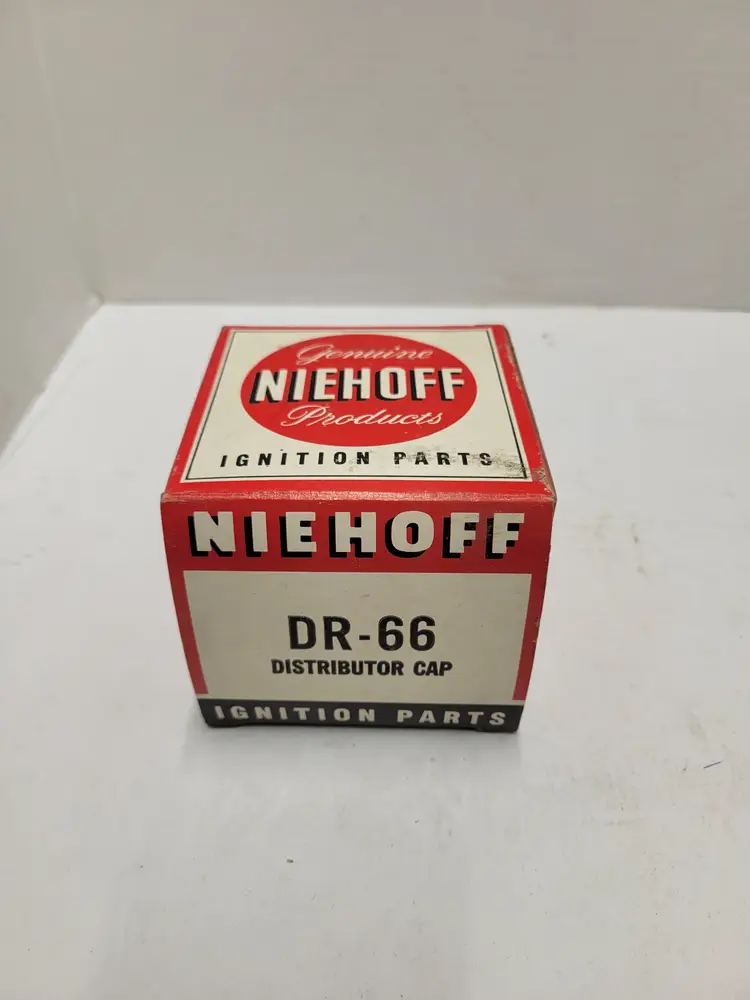 Genuine
NIEHOFF
Products
IGNITION PARTS
NIEHOFF
DR-66
DISTRIBUTOR CAP
IGNITION PARTS